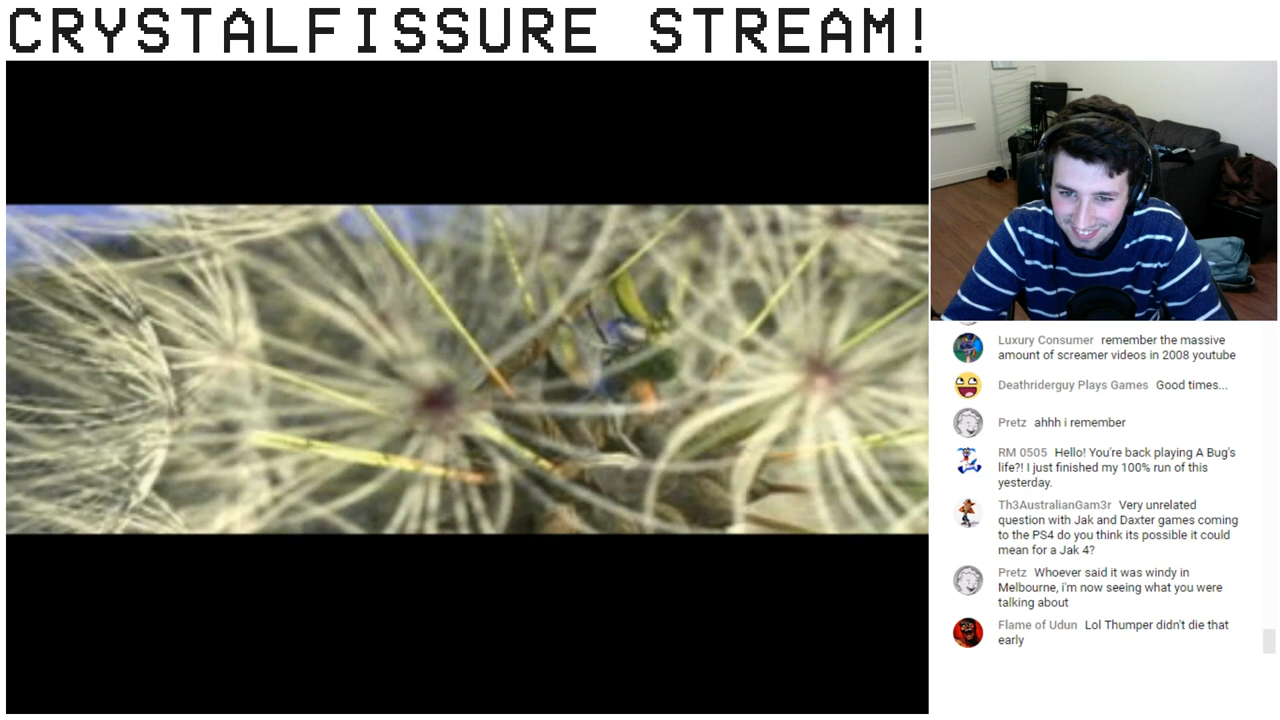 CRYSTALFISSURE STREAM!
Luxury Consumer remember the massive
amount of screamer videos in 2008 youtube
Deathriderguy Plays Games Good times...
Pretz ahhh i remember
RM 0505 Hello! You're back playing A Bug's
life?! I just finished my 100% run of this
yesterday.
Th3AustralianGam3r Very unrelated
question with Jak and Daxter games coming
to the PS4 do you think its possible it could
mean for a Jak 4?
Pretz Whoever said it was windy in
Melbourne, i'm now seeing what you were
talking about
Flame of Udun Lol Thumper didn't die that
early